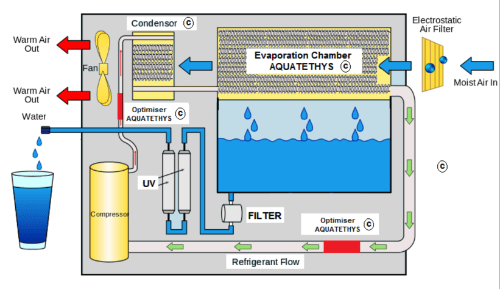 Condensor ©
Electrostatic
Air Filter
Warm Air
Out
Evaporation Chamber
AQUATETHYS ©
Fan
Moist Air In
Warm Air
Out
Optimiser ©
AQUATETHYS
Water
©
UV
Compressor
FILTER
Optimiser ©
AQUATETHYS
Refrigerant Flow